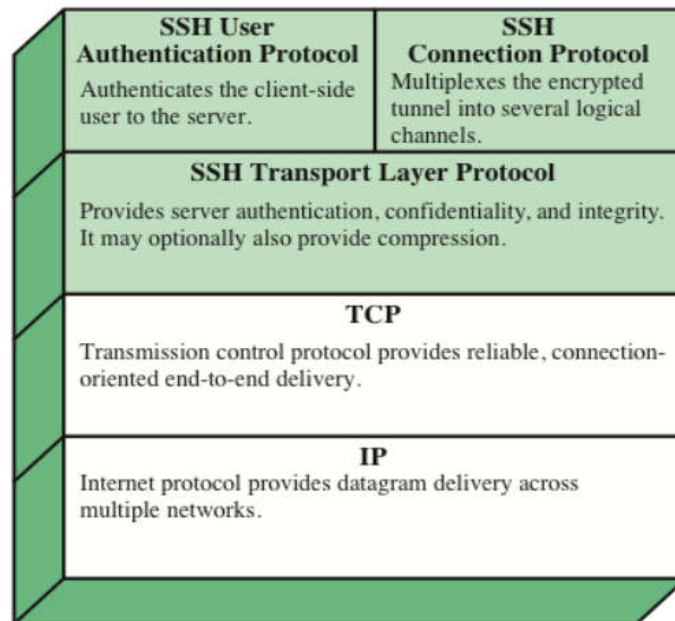 SSH User
Authentication Protocol
Authenticates the client-side
user to the server.
SSH
Connection Protocol
Multiplexes the encrypted
tunnel into several logical
channels.
SSH Transport Layer Protocol
Provides server authentication, confidentiality, and integrity.
It may optionally also provide compression.
TCP
Transmission control protocol provides reliable, connection-
oriented end-to-end delivery.
IP
Internet protocol provides datagram delivery across
multiple networks.